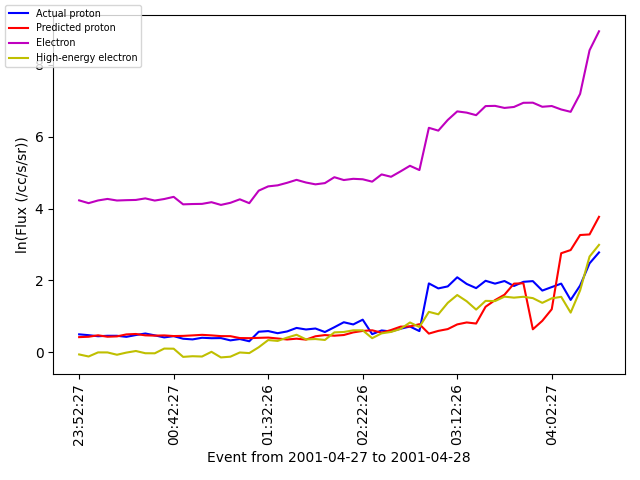 Actual proton
Predicted proton
Electron
High-energy electron
6
4
2
0
ln(Flux (/cc/s/sr))
23:52:27
00:42:27
01:32:26
02:22:26
03:12:26
04:02:27
Event from 2001-04-27 to 2001-04-28